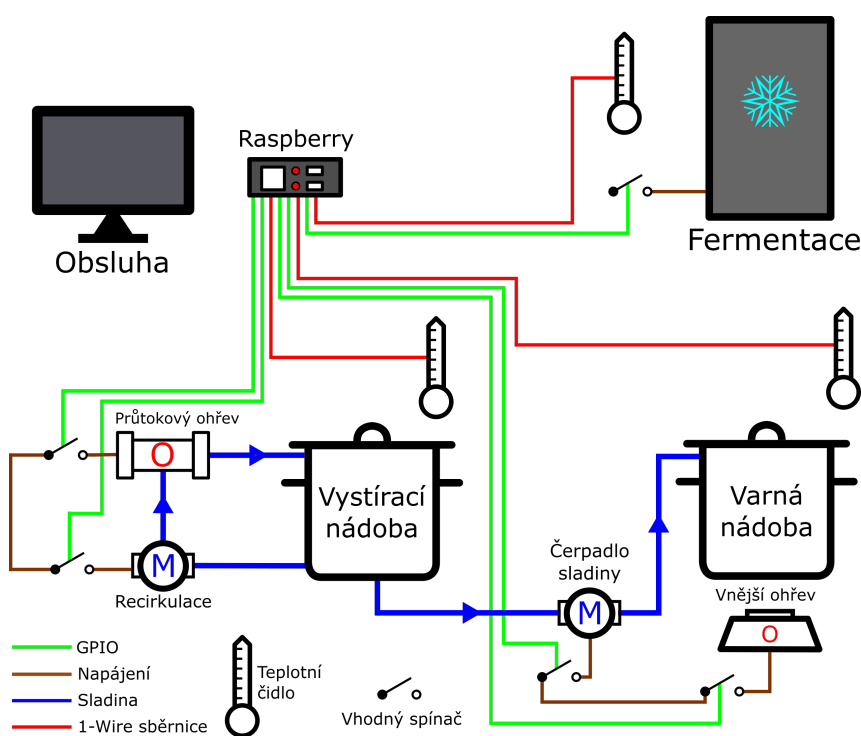 Raspberry
Obsluha
Fermentace
Průtokový ohřev
O
Vystírací
nádoba
Varná
nádoba
M
Recirkulace
Čerpadlo
sladiny
M
Vnější ohřev
O
GPIO
Napájení
Sladina
1-Wire sběrnice
Teplotní
čidlo
Vhodný spínač